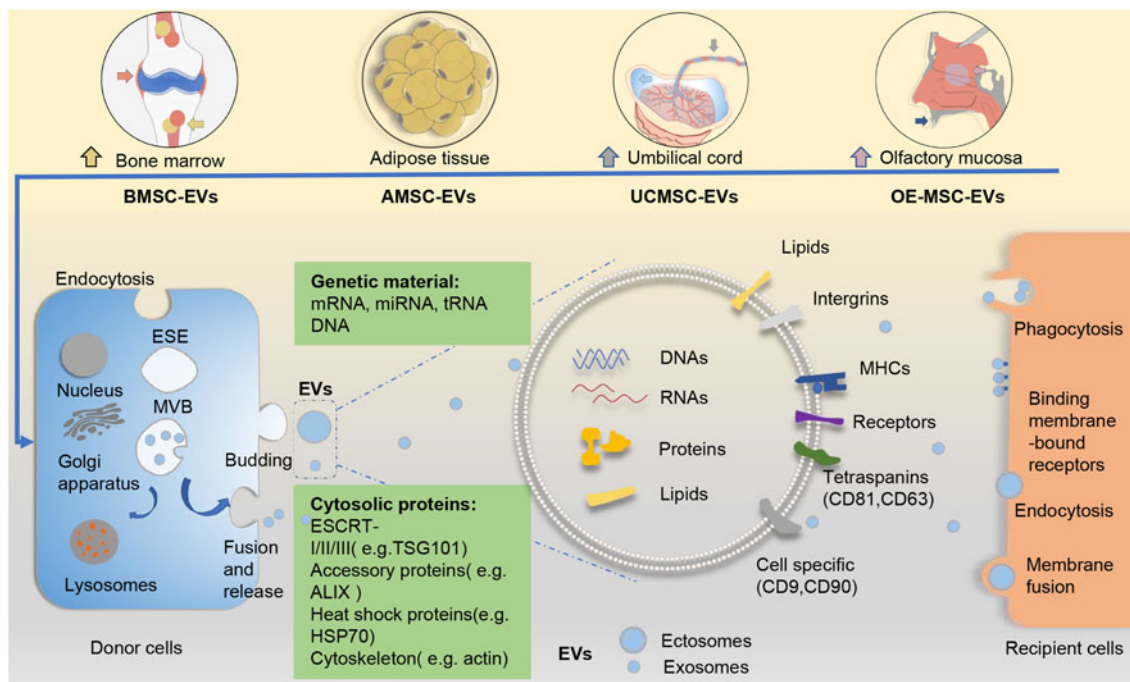 Bone marrow
Adipose tissue
Umbilical cord
Olfactory mucosa
BMSC-EVs
AMSC-EVs
UCMSC-EVs
OE-MSC-EVs
Endocytosis
ESE
Nucleus
MVB
Golgi
apparatus
Lysosomes
Budding
Fusion
and
release
Donor cells
EVs
Genetic material:
mRNA, miRNA, tRNA
DNA
Cytosolic proteins:
ESCRT-
I/II/III( e.g.TSG101)
Accessory proteins( e.g.
ALIX )
Heat shock proteins(e.g.
HSP70)
Cytoskeleton( e.g. actin)
DNAs
RNAs
Proteins
Lipids
Lipids
Intergrins
MHCs
Receptors
Tetraspanins
(CD81,CD63)
Cell specific
(CD9,CD90)
EVs
Ectosomes
Exosomes
Phagocytosis
Binding
membrane
-bound
receptors
Endocytosis
Membrane
fusion
Recipient cells